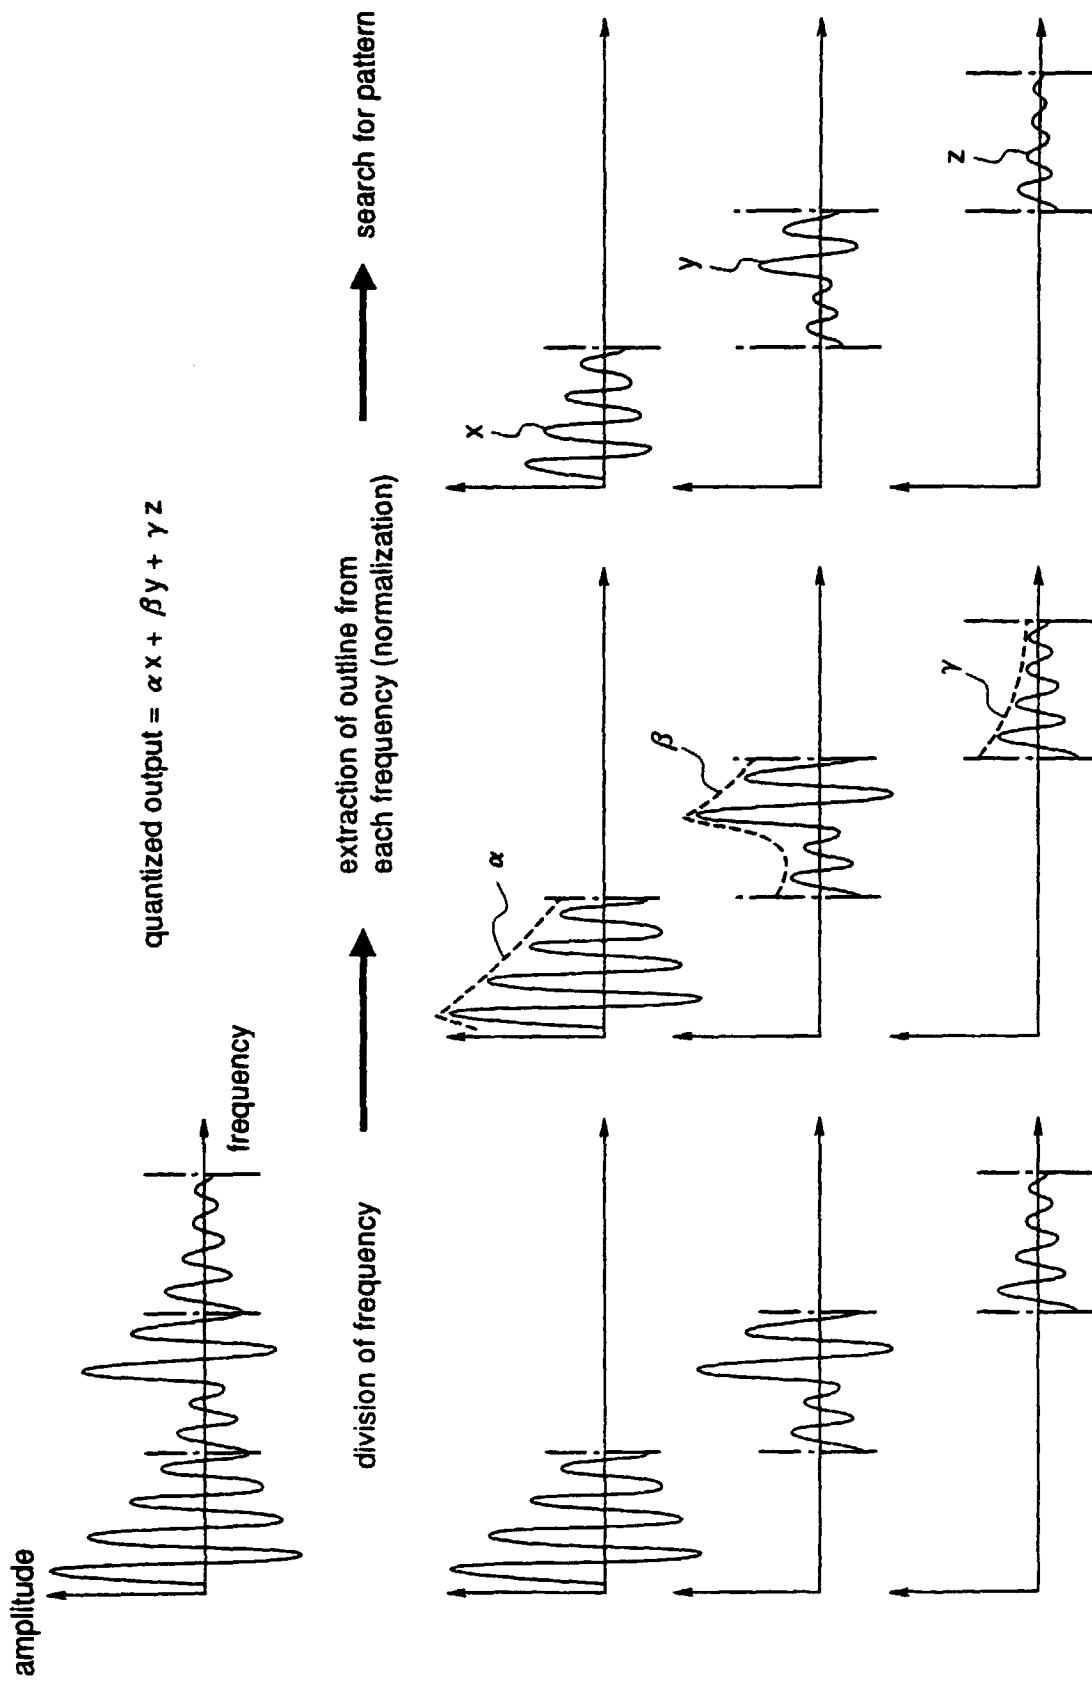 amplitude
frequency
quantized output = αx + βy + γz
division of frequency
extraction of outline from
each frequency (normalization)
search for pattern
α
x
β
y
γ
z